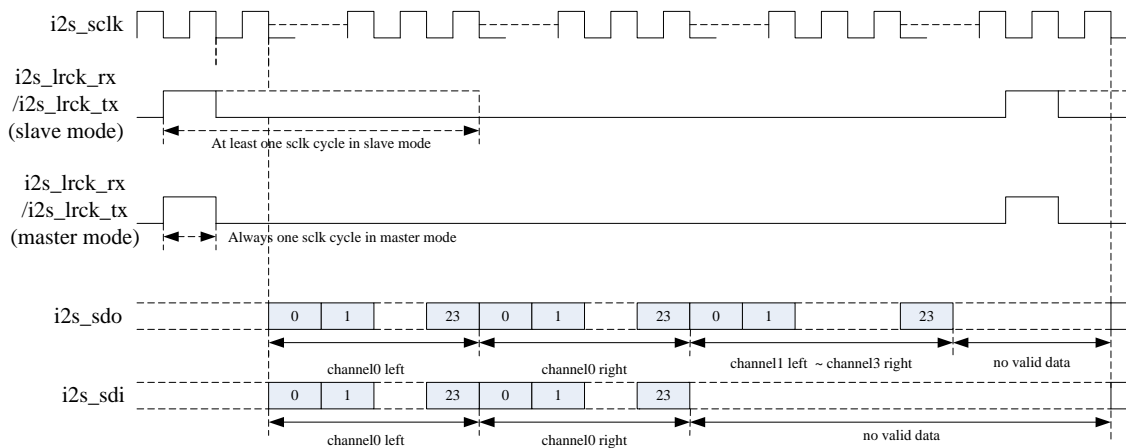 i2s_sclk
i2s_lrck_rx
/i2s_lrck_tx
(slave mode)
At least one sclk cycle in slave mode
i2s_lrck_rx
/i2s_lrck_tx
(master mode)
Always one sclk cycle in master mode
i2s_sdo
0 1 23 0 1 23 0 1 23
channel0 left channel0 right channel1 left ~ channel3 right no valid data
i2s_sdi
0 1 23 0 1 23
channel0 left channel0 right no valid data